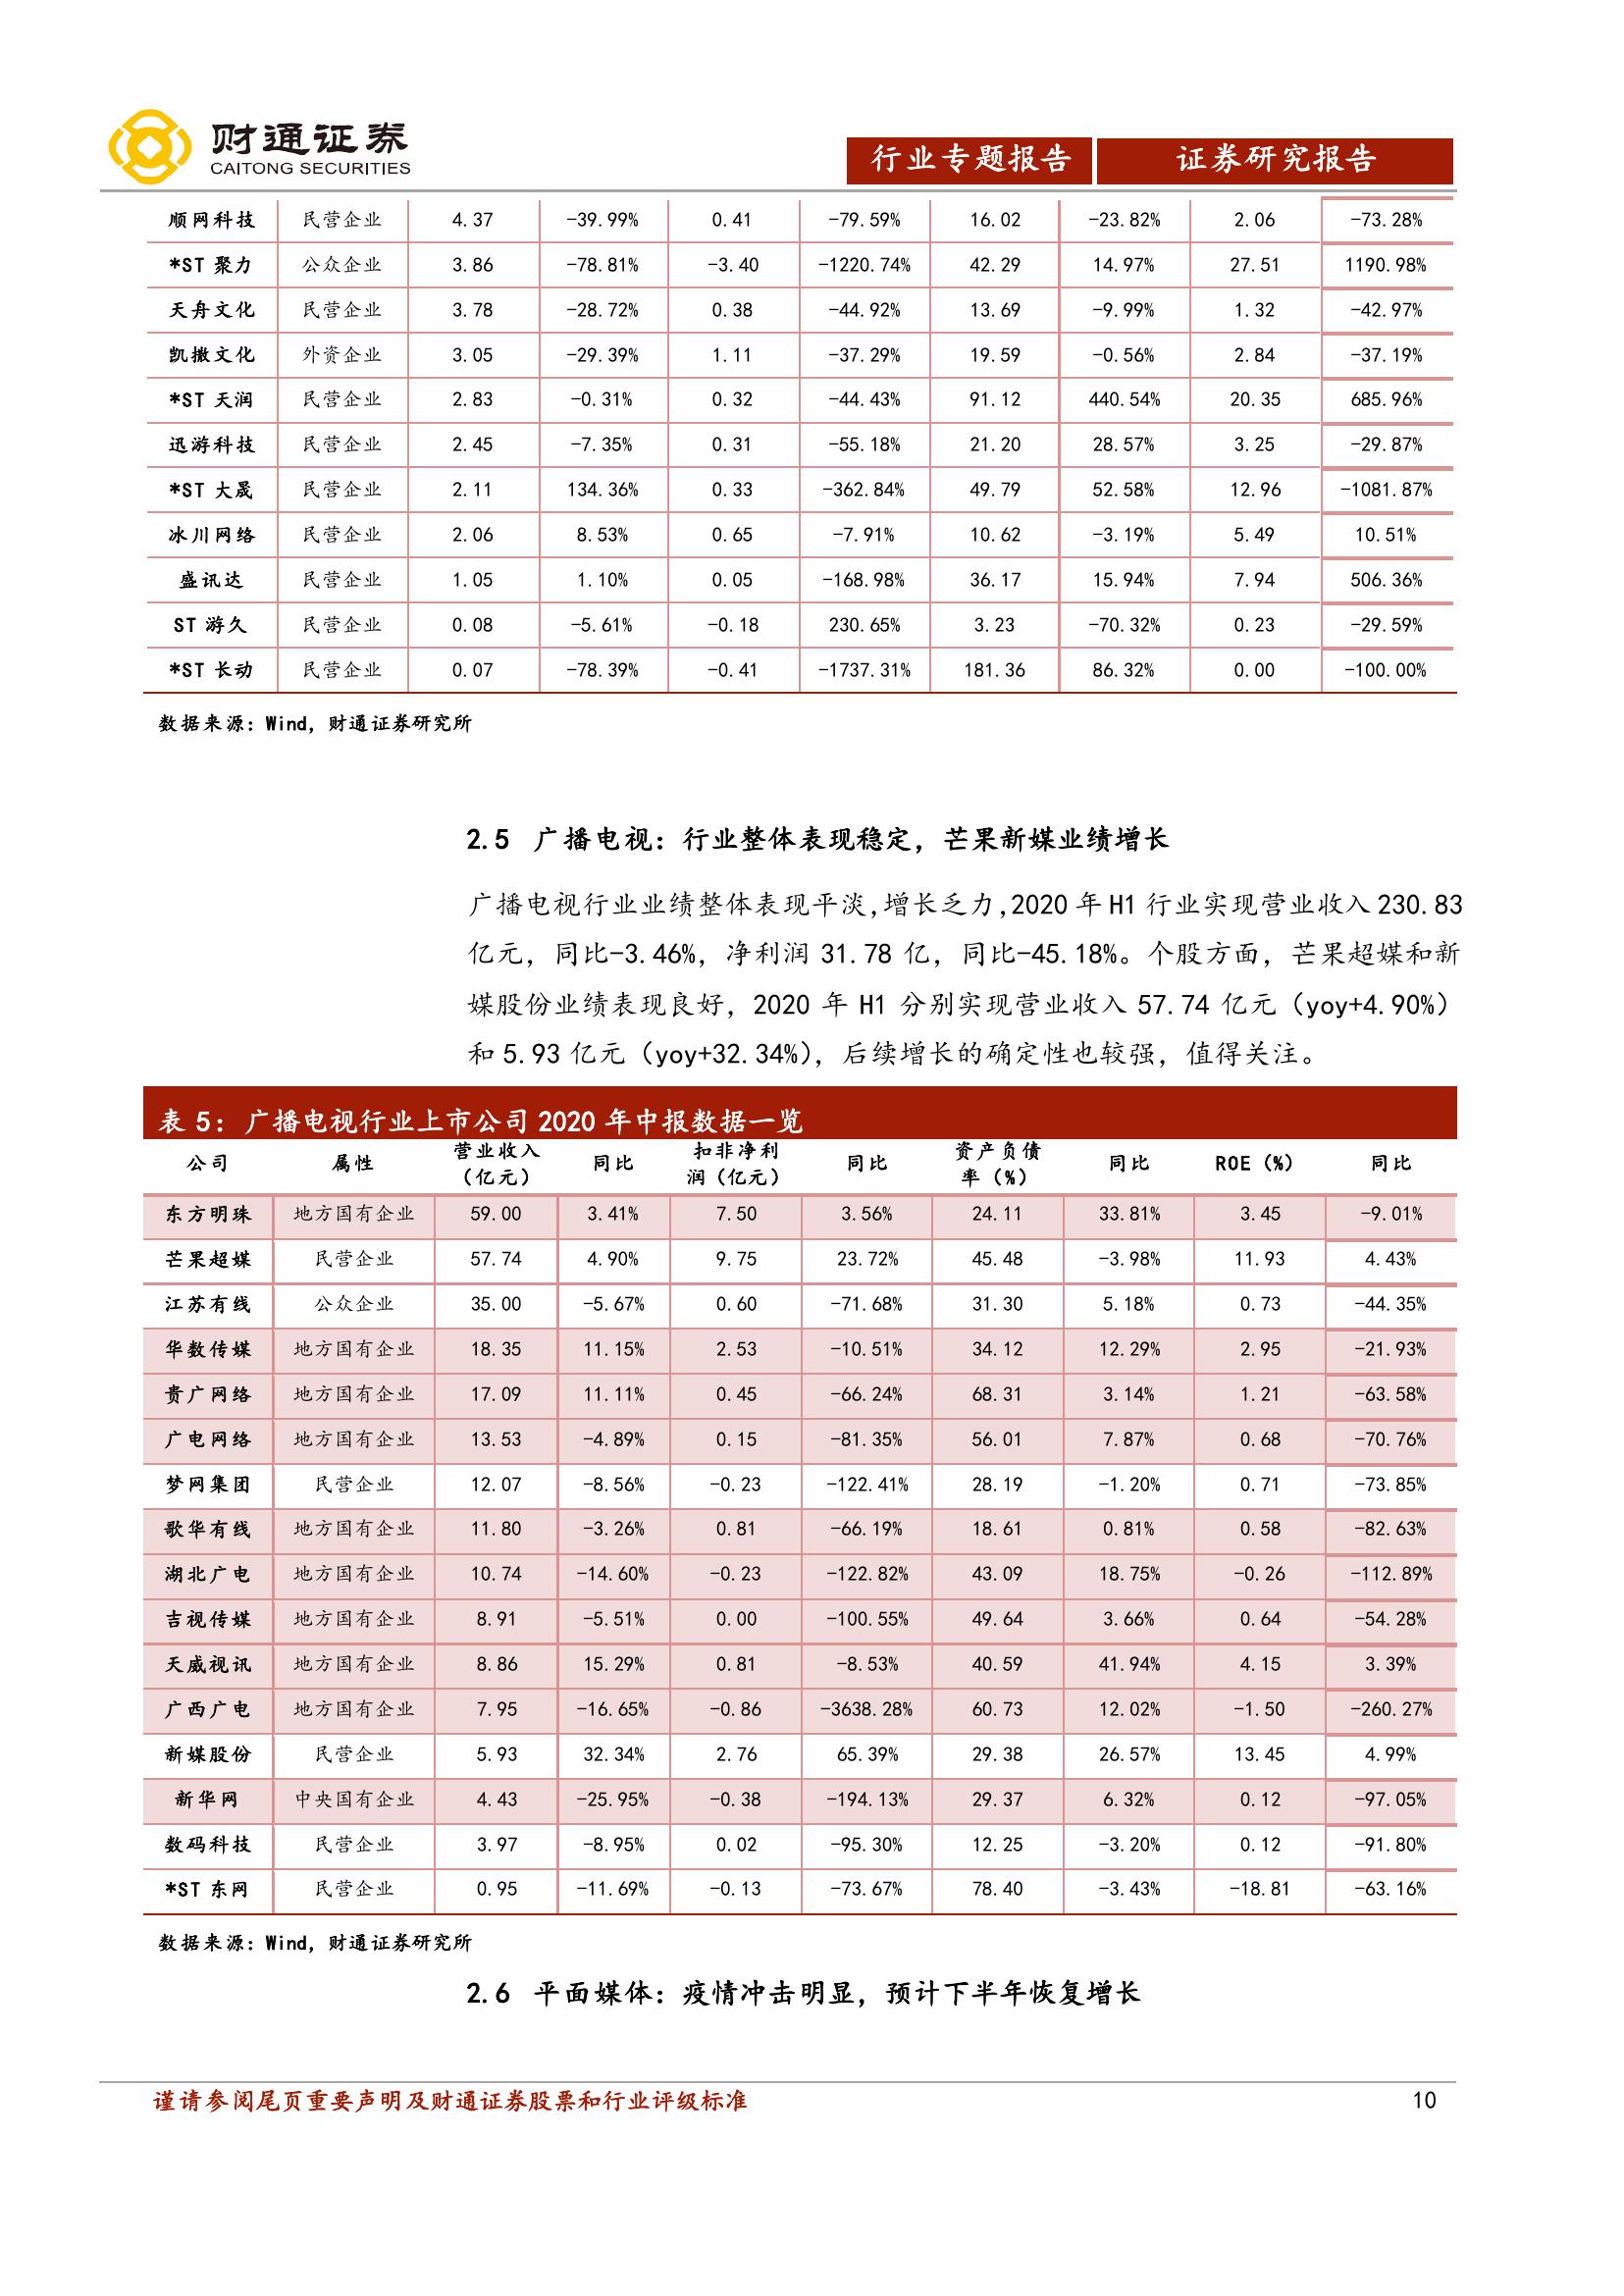 财通证券
CAITONG SECURITIES
行业专题报告 证券研究报告
顺网科技 民营企业 4.37 -39.99% 0.41 -79.59% 16.02 -23.82% 2.06 -73.28%
*ST 聚力 公众企业 3.86 -78.81% -3.40 -1220.74% 42.29 14.97% 27.51 1190.98%
天舟文化 民营企业 3.78 -28.72% 0.38 -44.92% 13.69 -9.99% 1.32 -42.97%
凯撒文化 外资企业 3.05 -29.39% 1.11 -37.29% 19.59 -0.56% 2.84 -37.19%
*ST 天润 民营企业 2.83 -0.31% 0.32 -44.43% 91.12 440.54% 20.35 685.96%
迅游科技 民营企业 2.45 -7.35% 0.31 -55.18% 21.20 28.57% 3.25 -29.87%
*ST 大晟 民营企业 2.11 134.36% 0.33 -362.84% 49.79 52.58% 12.96 -1081.87%
冰川网络 民营企业 2.06 8.53% 0.65 -7.91% 10.62 -3.19% 5.49 10.51%
盛讯达 民营企业 1.05 1.10% 0.05 -168.98% 36.17 15.94% 7.94 506.36%
ST 游久 民营企业 0.08 -5.61% -0.18 230.65% 3.23 -70.32% 0.23 -29.59%
*ST 长动 民营企业 0.07 -78.39% -0.41 -1737.31% 181.36 86.32% 0.00 -100.00%
数据来源：Wind，财通证券研究所
2.5 广播电视：行业整体表现稳定，芒果新媒业绩增长
广播电视行业业绩整体表现平淡,增长乏力,2020 年 H1 行业实现营业收入 230.83
亿元，同比-3.46%，净利润 31.78 亿，同比-45.18%。个股方面，芒果超媒和新
媒股份业绩表现良好，2020 年 H1 分别实现营业收入 57.74 亿元（yoy+4.90%）
和 5.93 亿元（yoy+32.34%），后续增长的确定性也较强，值得关注。
表 5：广播电视行业上市公司 2020 年中报数据一览
公司 属性 营业收入（亿元） 同比 扣非净利润（亿元） 同比 资产负债率（%） 同比 ROE（%） 同比
东方明珠 地方国有企业 59.00 3.41% 7.50 3.56% 24.11 33.81% 3.45 -9.01%
芒果超媒 民营企业 57.74 4.90% 9.75 23.72% 45.48 -3.98% 11.93 4.43%
江苏有线 公众企业 35.00 -5.67% 0.60 -71.68% 31.30 5.18% 0.73 -44.35%
华数传媒 地方国有企业 18.35 11.15% 2.53 -10.51% 34.12 12.29% 2.95 -21.93%
贵广网络 地方国有企业 17.09 11.11% 0.45 -66.24% 68.31 3.14% 1.21 -63.58%
广电网络 地方国有企业 13.53 -4.89% 0.15 -81.35% 56.01 7.87% 0.68 -70.76%
梦网集团 民营企业 12.07 -8.56% -0.23 -122.41% 28.19 -1.20% 0.71 -73.85%
歌华有线 地方国有企业 11.80 -3.26% 0.81 -66.19% 18.61 0.81% 0.58 -82.63%
湖北广电 地方国有企业 10.74 -14.60% -0.23 -122.82% 43.09 18.75% -0.26 -112.89%
吉视传媒 地方国有企业 8.91 -5.51% 0.00 -100.55% 49.64 3.66% 0.64 -54.28%
天威视讯 地方国有企业 8.86 15.29% 0.81 -8.53% 40.59 41.94% 4.15 3.39%
广西广电 地方国有企业 7.95 -16.65% -0.86 -3638.28% 60.73 12.02% -1.50 -260.27%
新媒股份 民营企业 5.93 32.34% 2.76 65.39% 29.38 26.57% 13.45 4.99%
新华网 中央国有企业 4.43 -25.95% -0.38 -194.13% 29.37 6.32% 0.12 -97.05%
数码科技 民营企业 3.97 -8.95% 0.02 -95.30% 12.25 -3.20% 0.12 -91.80%
*ST 东网 民营企业 0.95 -11.69% -0.13 -73.67% 78.40 -3.43% -18.81 -63.16%
数据来源：Wind，财通证券研究所
2.6 平面媒体：疫情冲击明显，预计下半年恢复增长
谨请参阅尾页重要声明及财通证券股票和行业评级标准 10